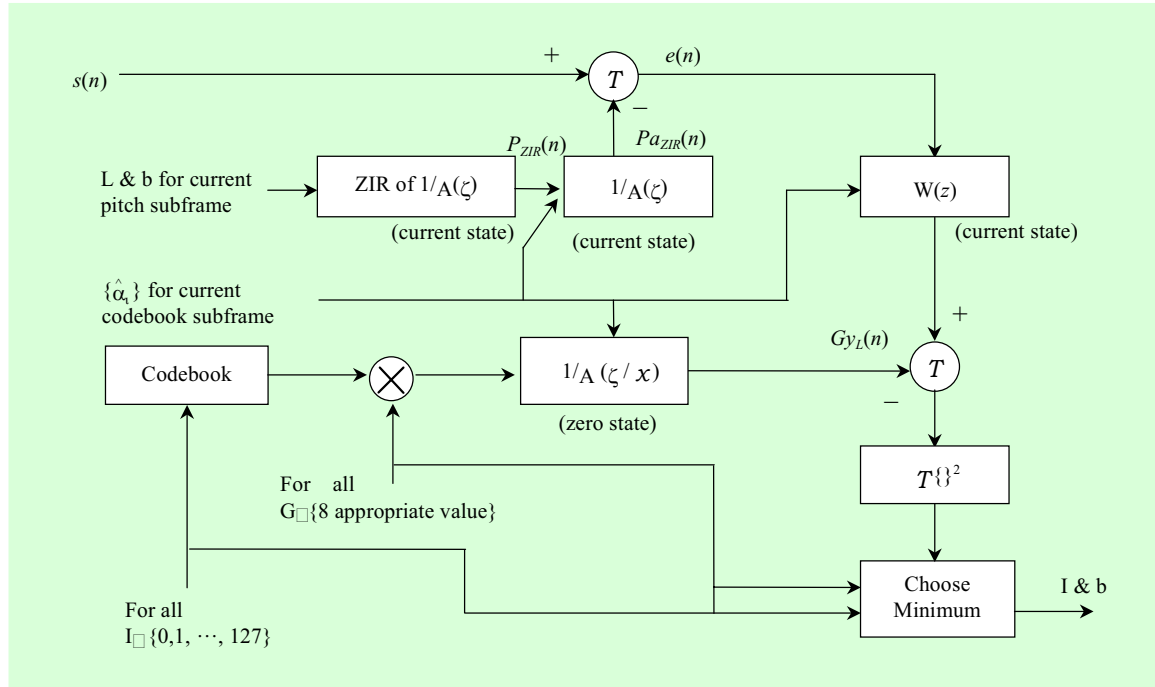 +
e(n)
s(n)
T
−
P_ZIR(n)
Pa_ZIR(n)
L & b for current
pitch subframe
ZIR of 1/A(ζ)
1/A(ζ)
W(z)
(current state)
(current state)
(current state)
{α̂ι} for current
codebook subframe
+
Gy_L(n)
Codebook
1/A (ζ / x)
T
−
(zero state)
T{}²
For all
G□{8 appropriate value}
Choose
Minimum
I & b
For all
I□{0,1, ⋯, 127}